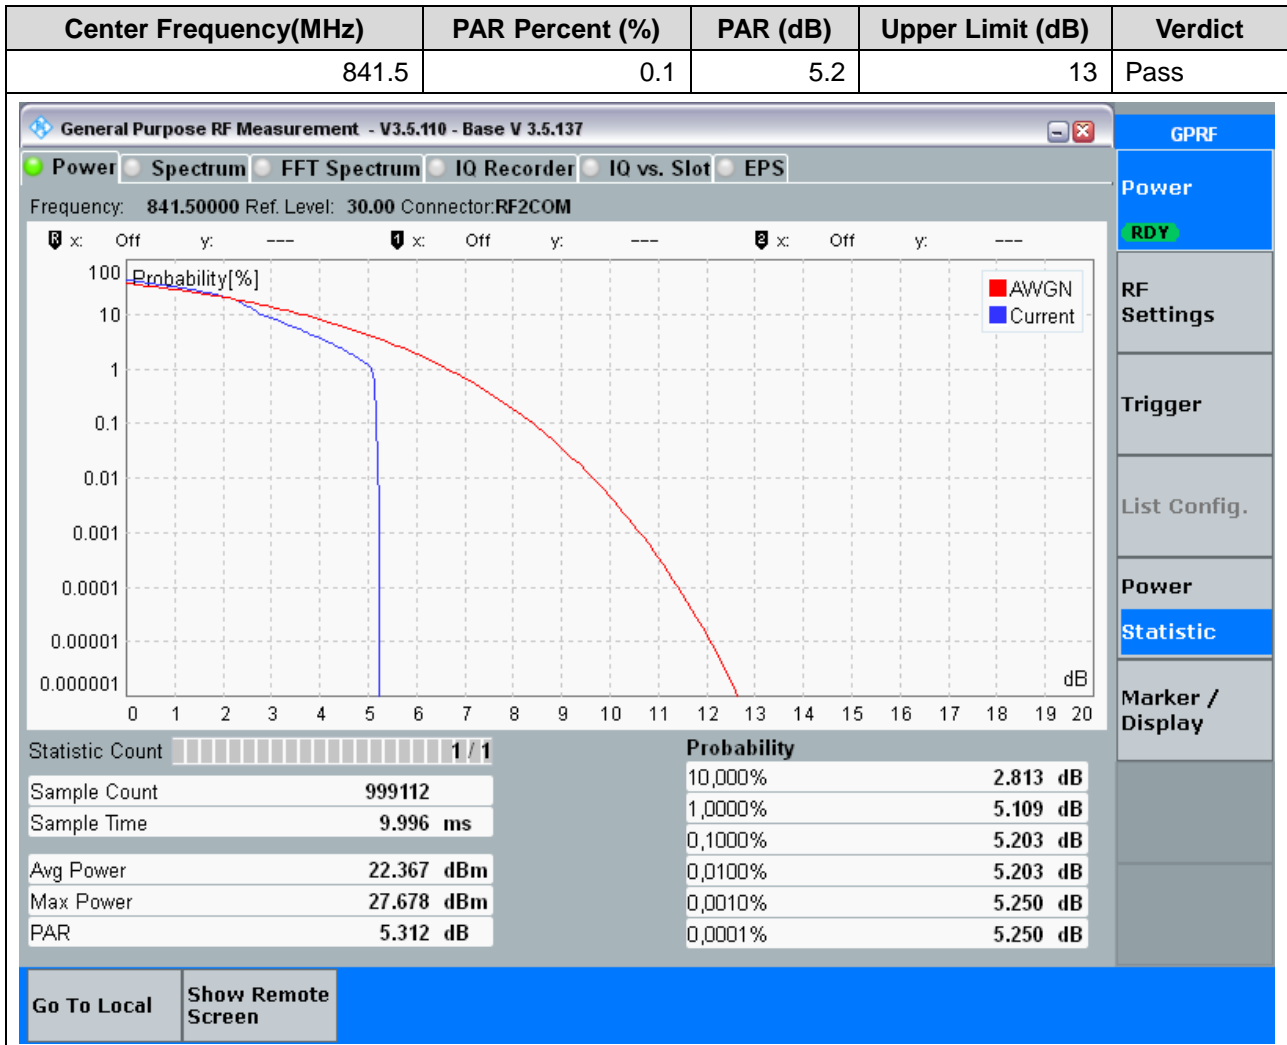 Center Frequency(MHz) PAR Percent (%) PAR (dB) Upper Limit (dB) Verdict
841.5 0.1 5.2 13 Pass
General Purpose RF Measurement - V3.5.110 - Base V 3.5.137
GPRF
Power Spectrum FFT Spectrum IQ Recorder IQ vs. Slot EPS
Frequency: 841.50000 Ref. Level: 30.00 Connector:RF2COM
R x: Off y: --- 1 x: Off y: --- 2 x: Off y: ---
Probability[%]
AWGN
Current
100
10
1
0.1
0.01
0.001
0.0001
0.00001
0.000001
dB
0 1 2 3 4 5 6 7 8 9 10 11 12 13 14 15 16 17 18 19 20
Statistic Count 1 / 1
Sample Count 999112
Sample Time 9.996 ms
Avg Power 22.367 dBm
Max Power 27.678 dBm
PAR 5.312 dB
Probability
10,000% 2.813 dB
1,0000% 5.109 dB
0,1000% 5.203 dB
0,0100% 5.203 dB
0,0010% 5.250 dB
0,0001% 5.250 dB
Power
RDY
RF
Settings
Trigger
List Config.
Power
Statistic
Marker /
Display
Go To Local
Show Remote
Screen